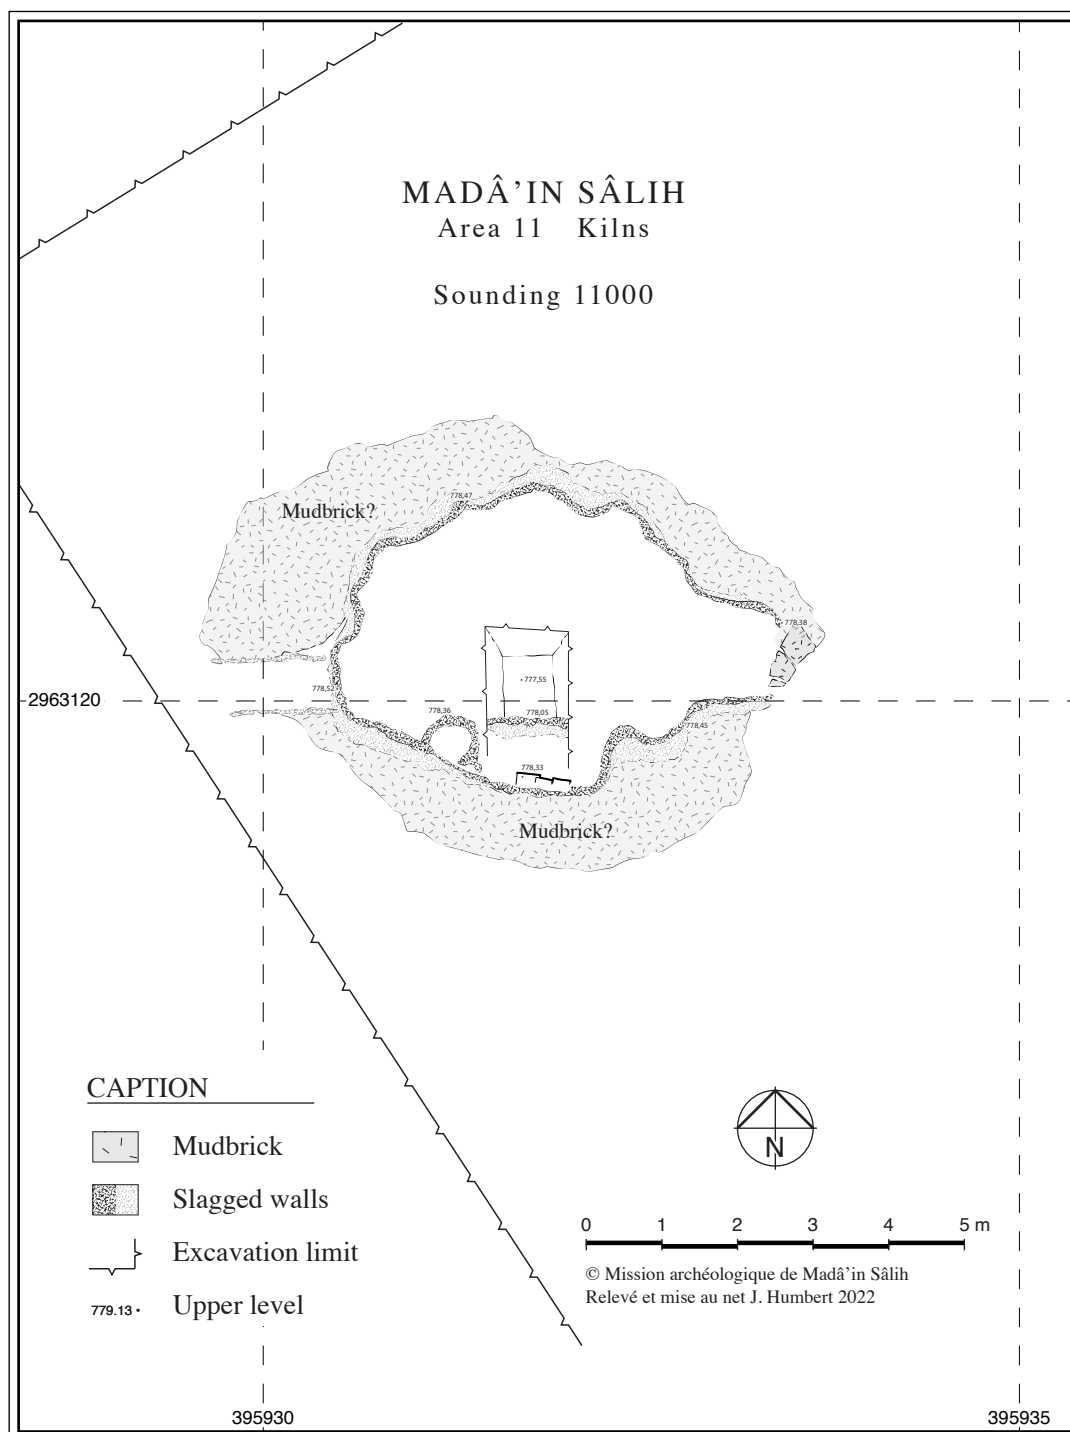 MADÂ’IN SÂLIH
Area 11 Kilns
Sounding 11000
778,47
Mudbrick?
778,38
777,55
778,52
2963120
778,36
778,05
778,45
778,33
Mudbrick?
CAPTION
Mudbrick
Slagged walls
Excavation limit
779.13 • Upper level
N
0 1 2 3 4 5 m
© Mission archéologique de Madâ’in Sâlih
Relevé et mise au net J. Humbert 2022
395930 395935